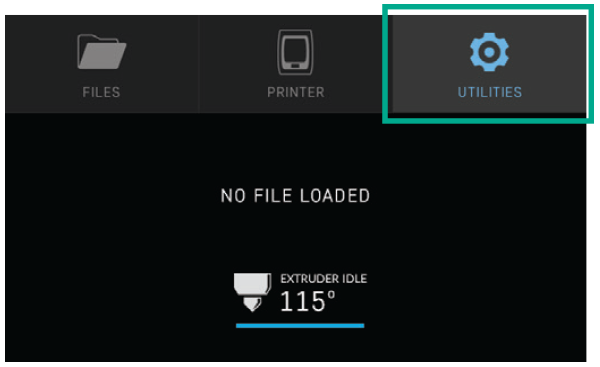 FILES
PRINTER
UTILITIES
NO FILE LOADED
EXTRUDER IDLE
115°